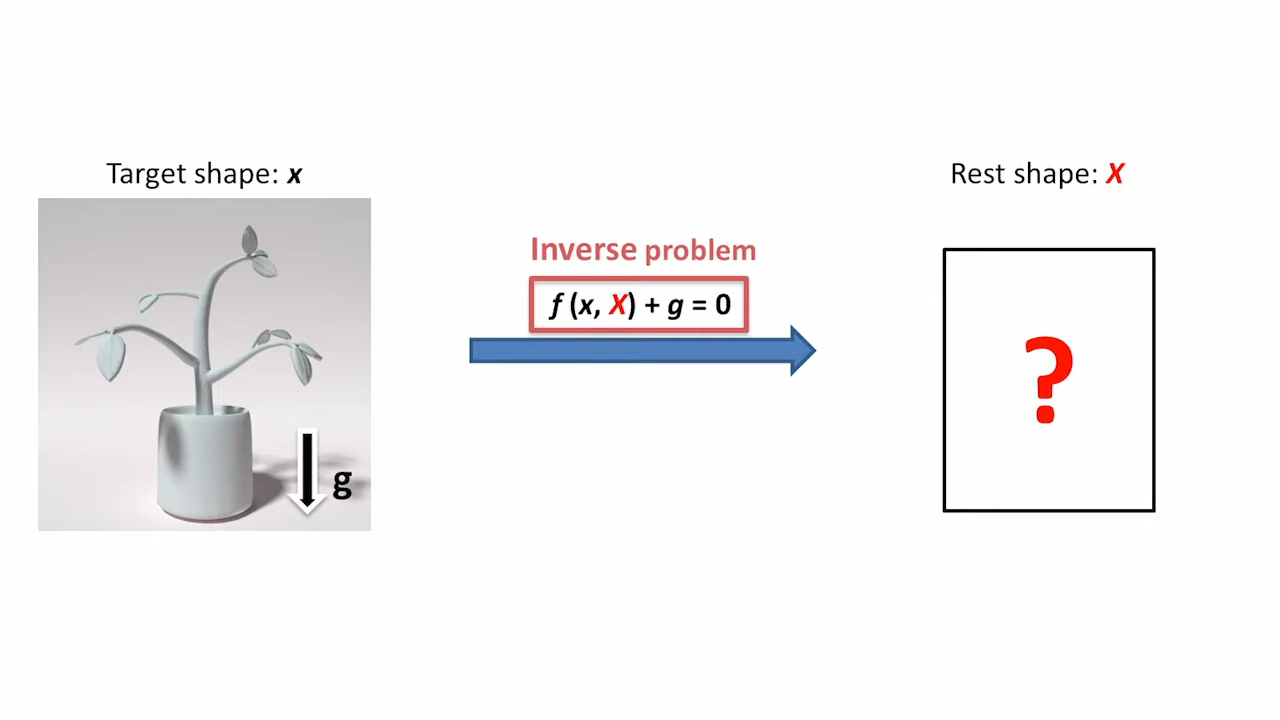 Target shape: x
Rest shape: X
Inverse problem
f (x, X) + g = 0
g
?